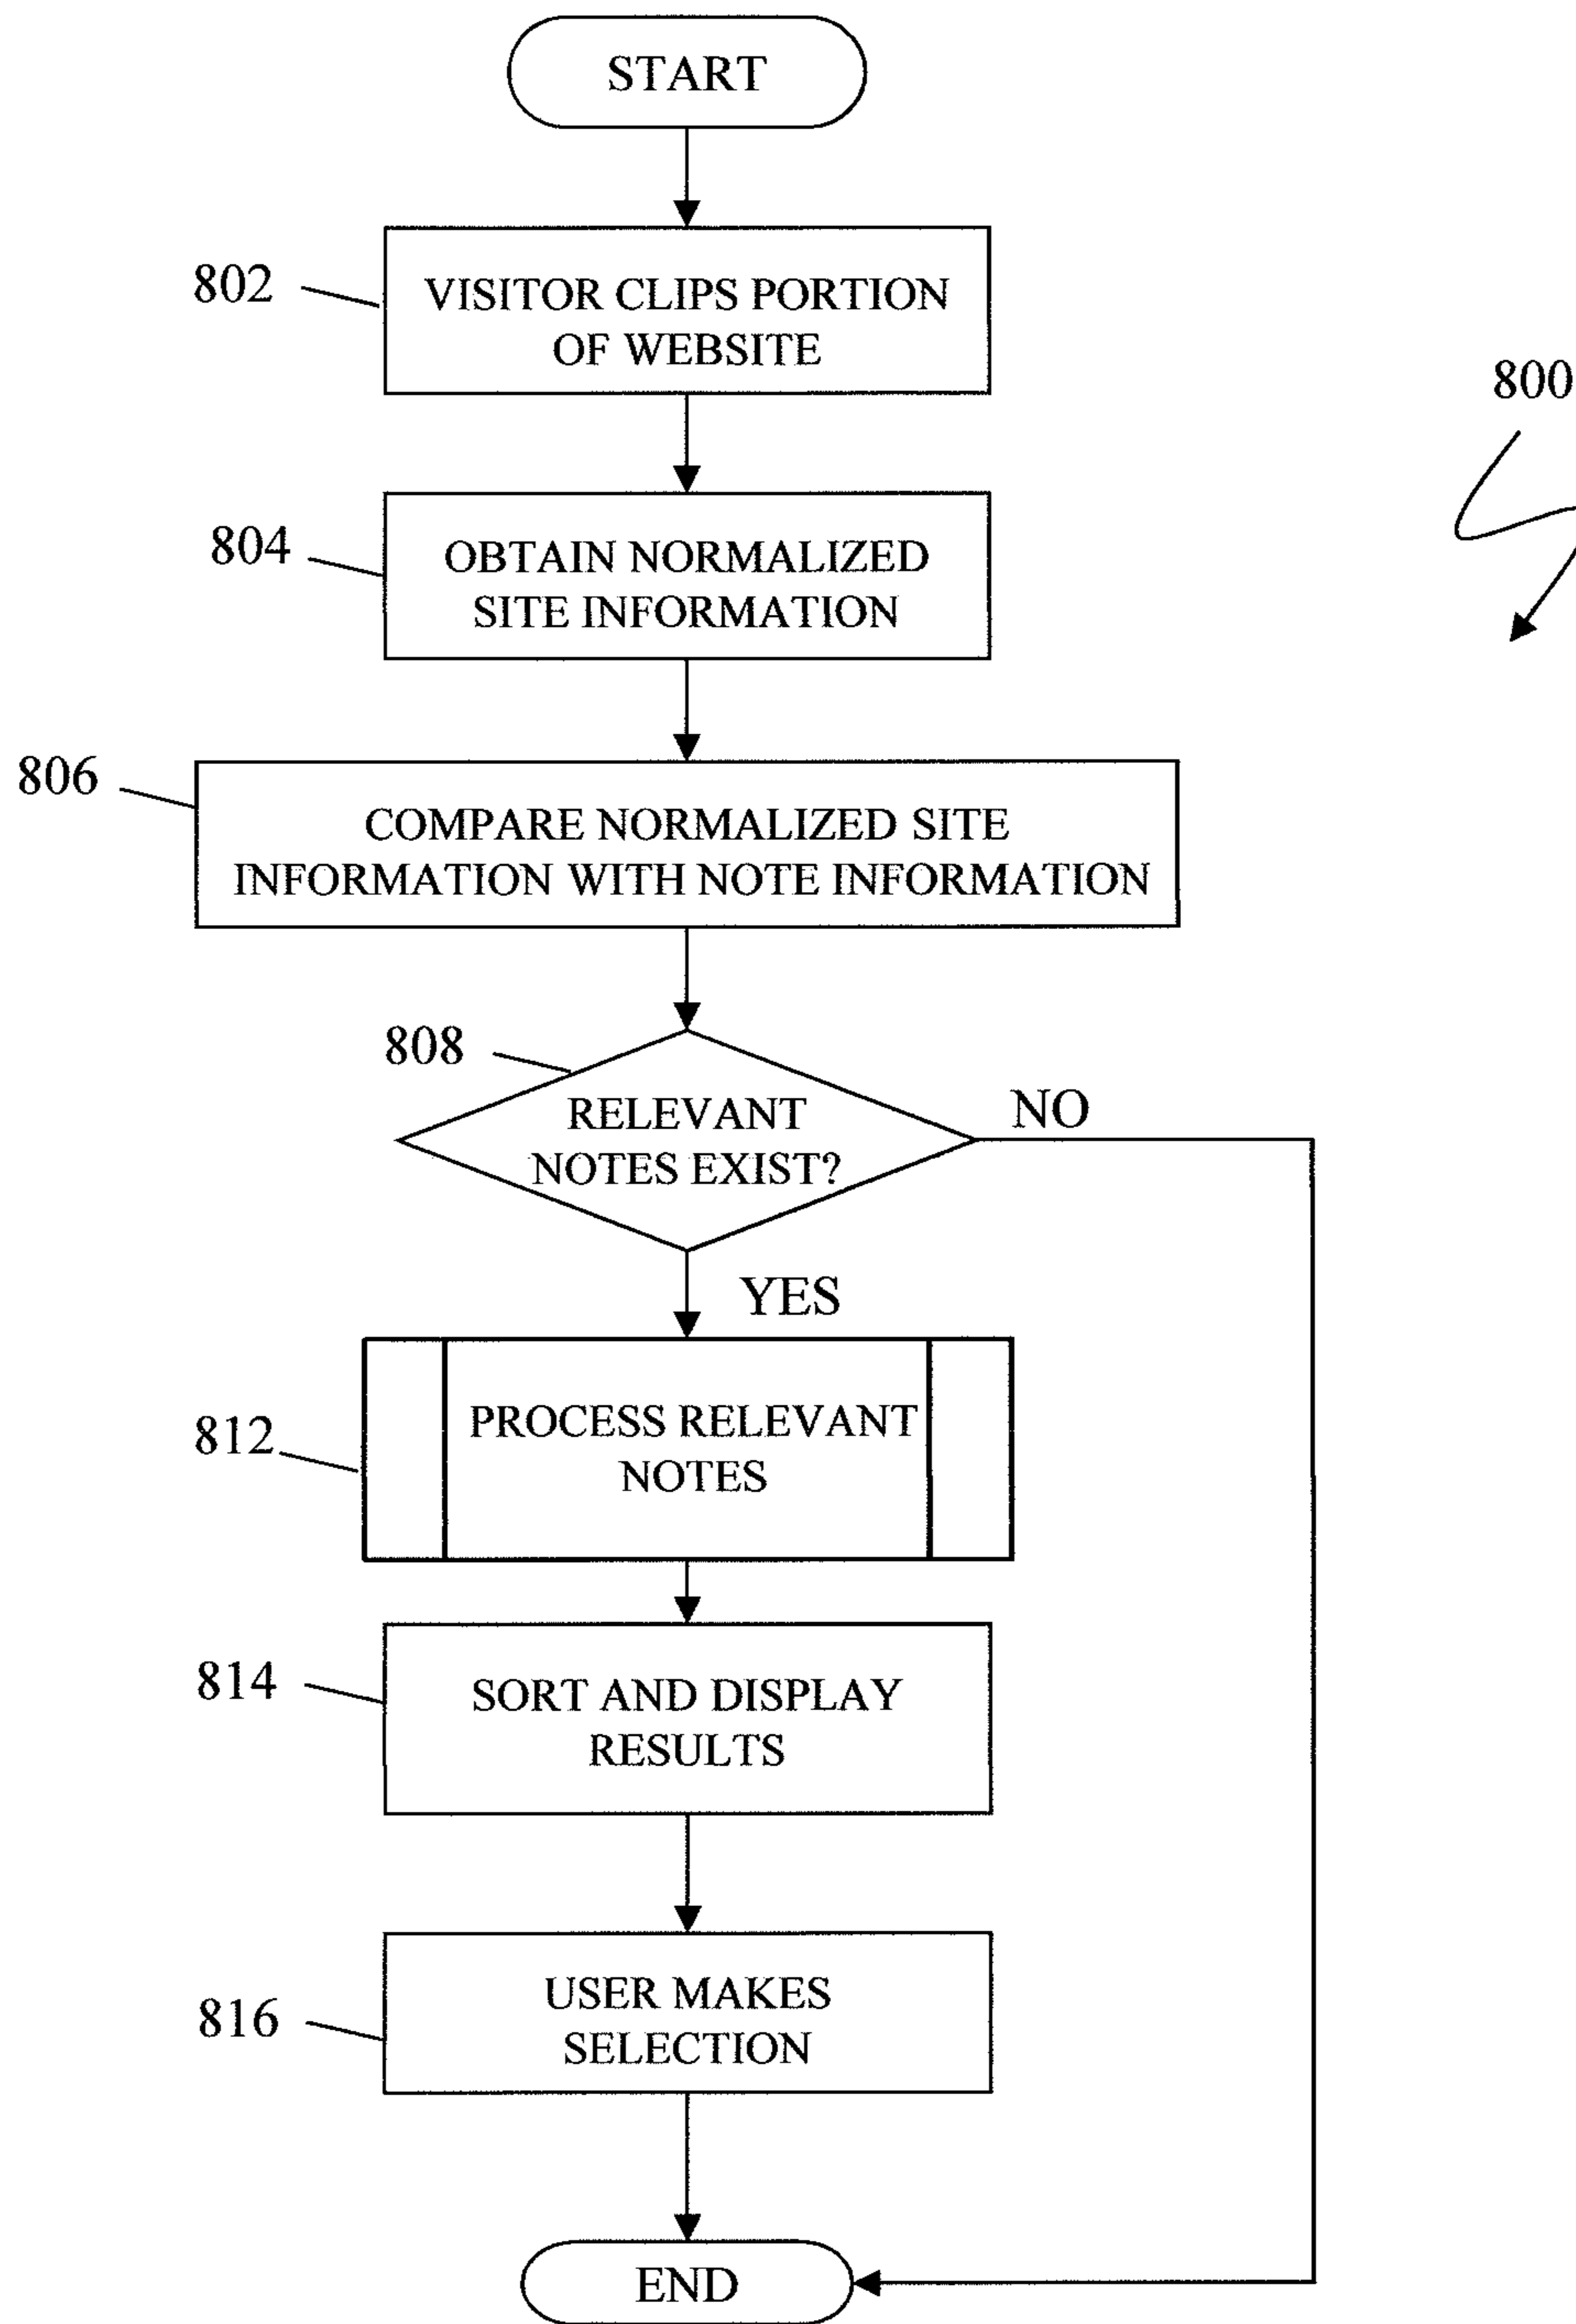 START
802
VISITOR CLIPS PORTION
OF WEBSITE
800
804
OBTAIN NORMALIZED
SITE INFORMATION
806
COMPARE NORMALIZED SITE
INFORMATION WITH NOTE INFORMATION
808
RELEVANT
NOTES EXIST?
NO
YES
812
PROCESS RELEVANT
NOTES
814
SORT AND DISPLAY
RESULTS
816
USER MAKES
SELECTION
END